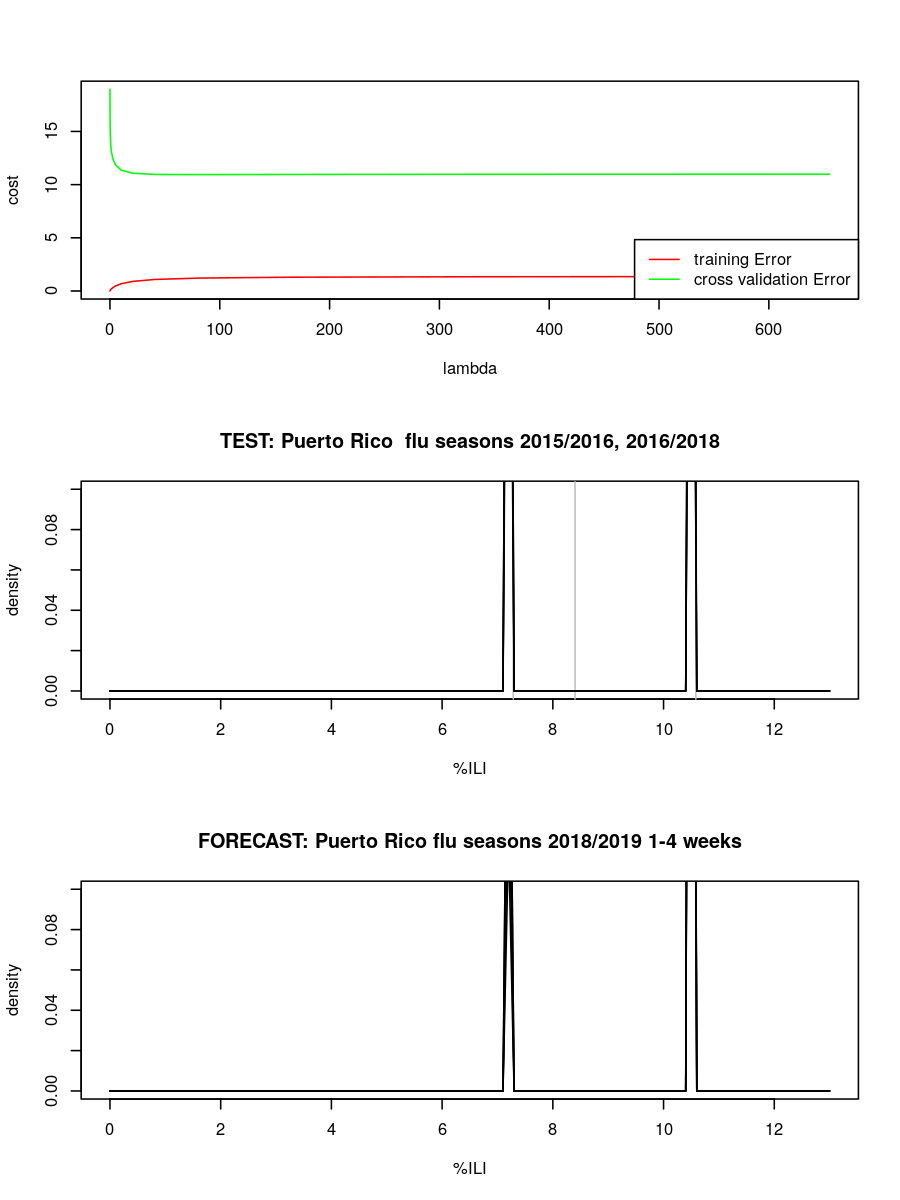 15
10
5
0
cost
training Error
cross validation Error
0 100 200 300 400 500 600
lambda
TEST: Puerto Rico  flu seasons 2015/2016, 2016/2018
0.08
0.04
0.00
density
0 2 4 6 8 10 12
%ILI
FORECAST: Puerto Rico flu seasons 2018/2019 1-4 weeks
0.08
0.04
0.00
density
0 2 4 6 8 10 12
%ILI